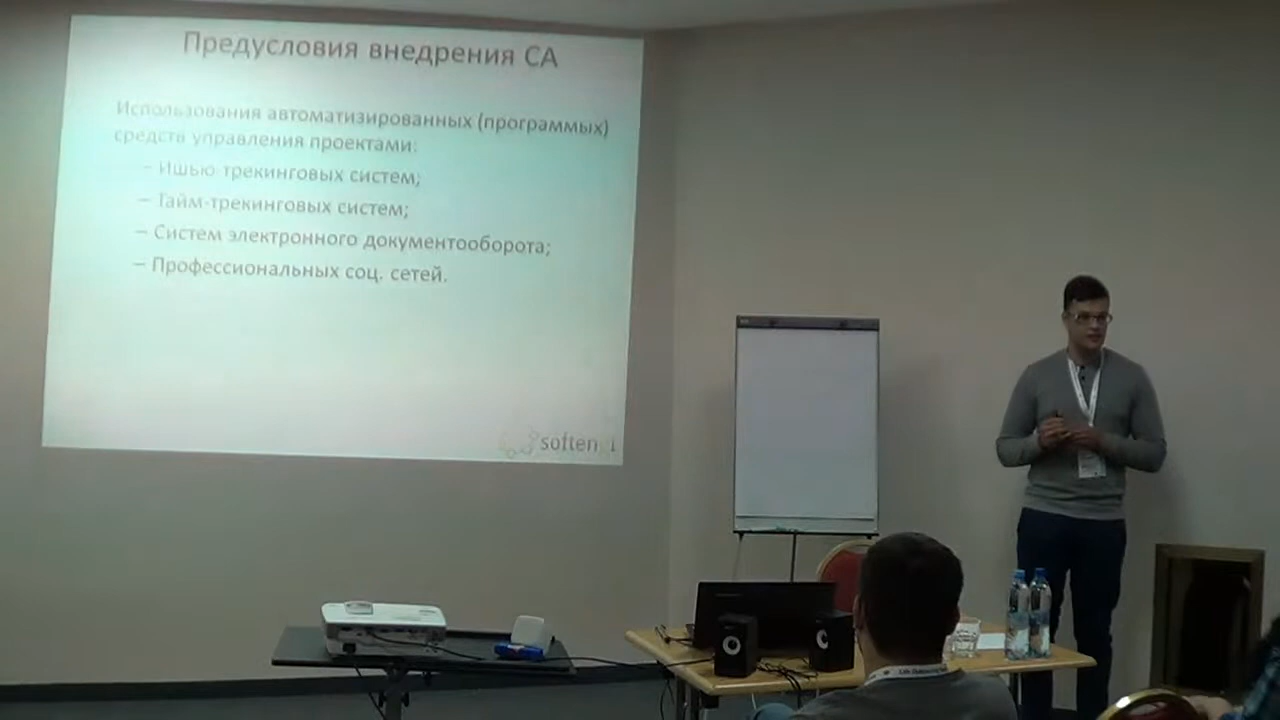 Предусловия внедрения СА
Использования автоматизированных (программых)
средств управления проектами:
– Ишью-трекинговых систем;
– Тайм-трекинговых систем;
– Систем электронного документооборота;
– Профессиональных соц. сетей.
soften